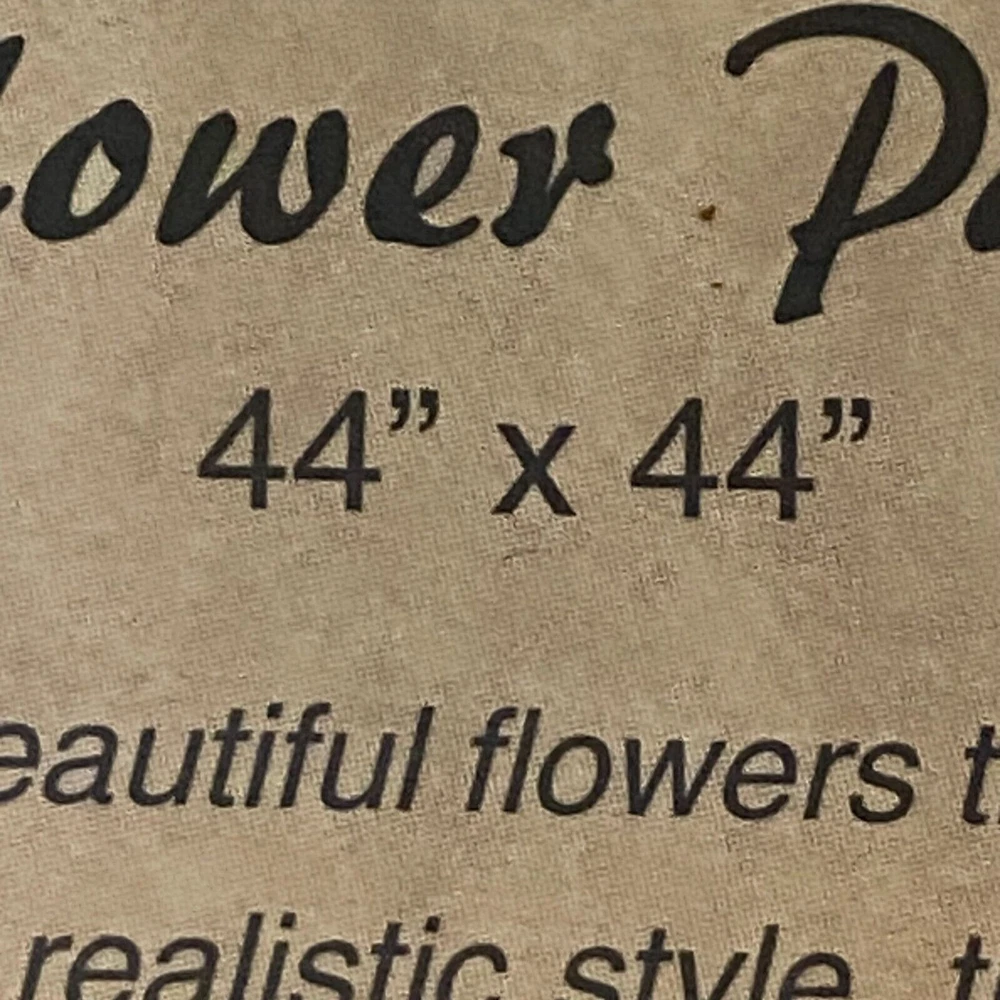 lower P
44” x 44”
eautiful flowers t
realistic style, t